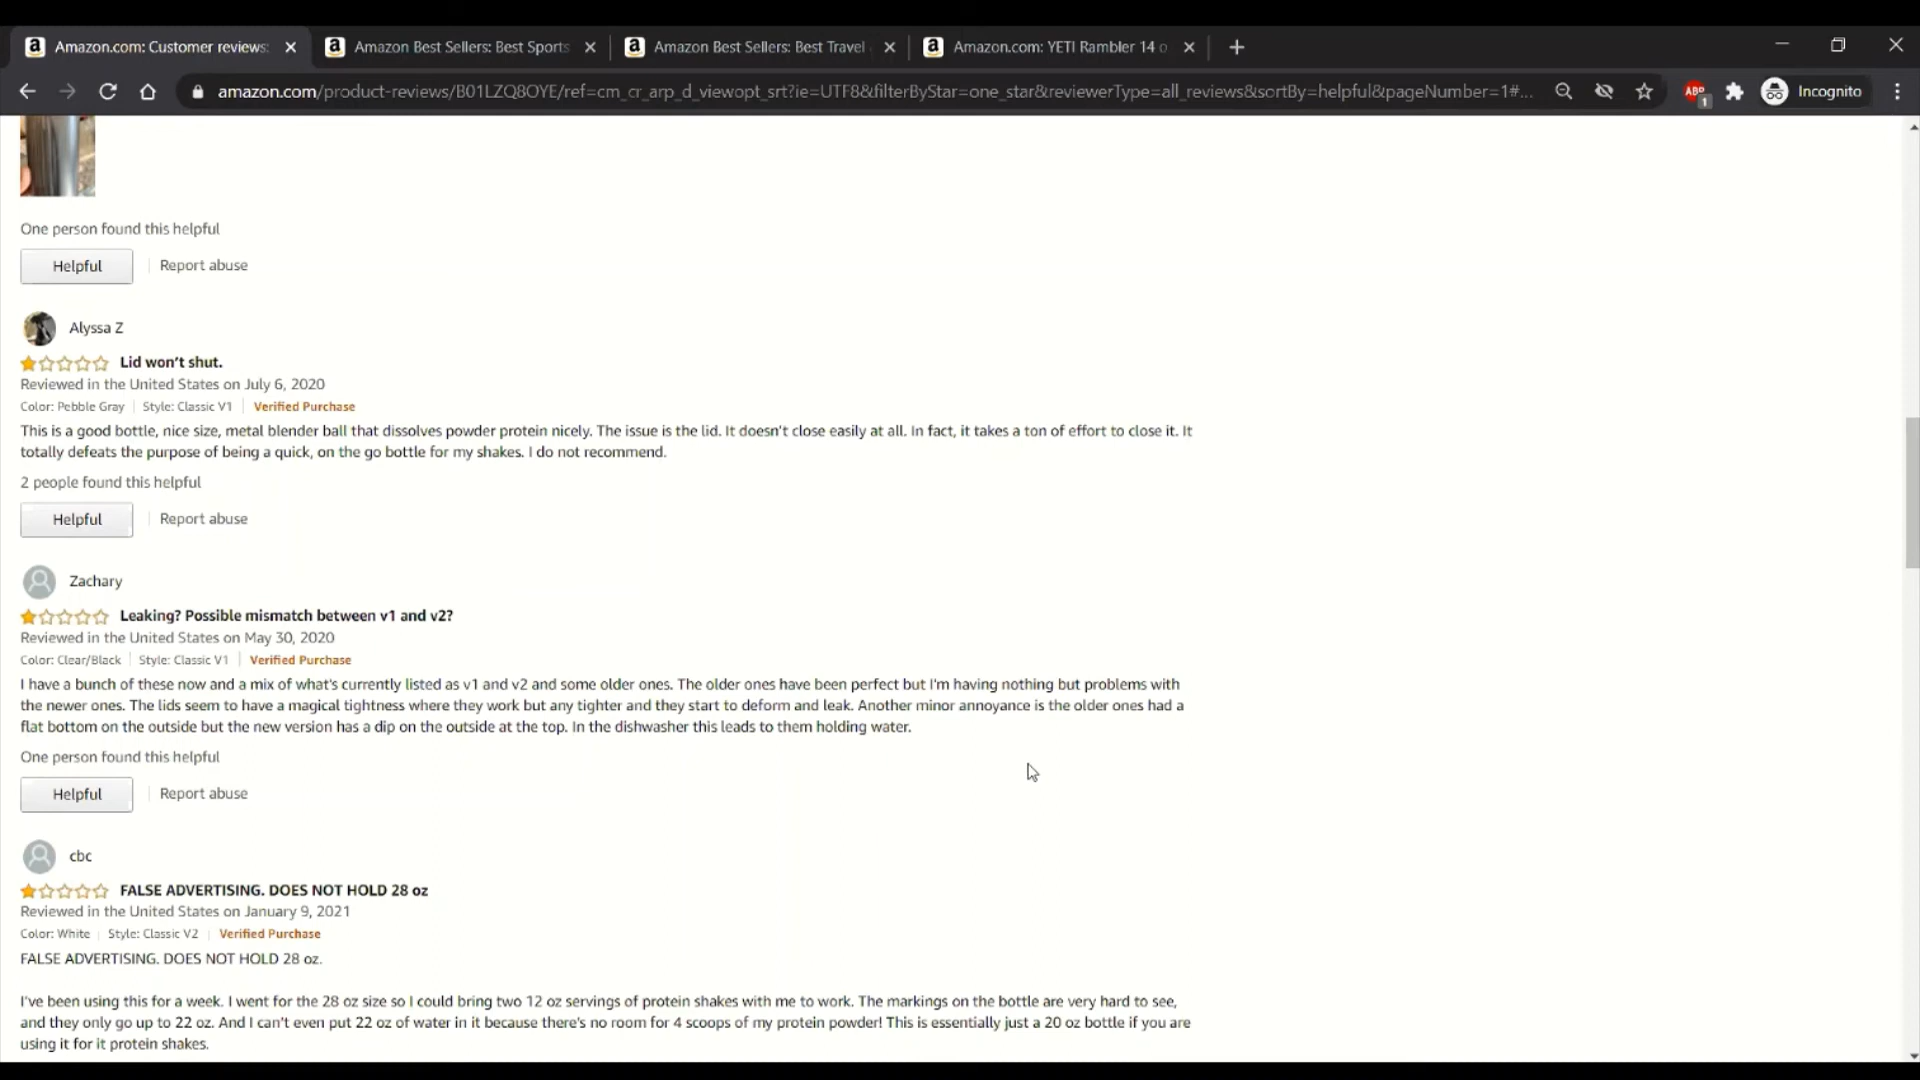 Amazon.com: Customer reviews:
Amazon Best Sellers: Best Sports
Amazon Best Sellers: Best Travel
Amazon.com: YETI Rambler 14 o
amazon.com/product-reviews/B01LZQ8OYE/ref=cm_cr_arp_d_viewopt_srt?ie=UTF8&filterByStar=one_star&reviewerType=all_reviews&sortBy=helpful&pageNumber=1#...
ABP
1
Incognito
One person found this helpful
Helpful
Report abuse
Alyssa Z
Lid won't shut.
Reviewed in the United States on July 6, 2020
Color: Pebble Gray | Style: Classic V1 | Verified Purchase
This is a good bottle, nice size, metal blender ball that dissolves powder protein nicely. The issue is the lid. It doesn't close easily at all. In fact, it takes a ton of effort to close it. It
totally defeats the purpose of being a quick, on the go bottle for my shakes. I do not recommend.
2 people found this helpful
Helpful
Report abuse
Zachary
Leaking? Possible mismatch between v1 and v2?
Reviewed in the United States on May 30, 2020
Color: Clear/Black | Style: Classic V1 | Verified Purchase
I have a bunch of these now and a mix of what's currently listed as v1 and v2 and some older ones. The older ones have been perfect but I'm having nothing but problems with
the newer ones. The lids seem to have a magical tightness where they work but any tighter and they start to deform and leak. Another minor annoyance is the older ones had a
flat bottom on the outside but the new version has a dip on the outside at the top. In the dishwasher this leads to them holding water.
One person found this helpful
Helpful
Report abuse
cbc
FALSE ADVERTISING. DOES NOT HOLD 28 oz
Reviewed in the United States on January 9, 2021
Color: White | Style: Classic V2 | Verified Purchase
FALSE ADVERTISING. DOES NOT HOLD 28 oz.
I've been using this for a week. I went for the 28 oz size so I could bring two 12 oz servings of protein shakes with me to work. The markings on the bottle are very hard to see,
and they only go up to 22 oz. And I can't even put 22 oz of water in it because there's no room for 4 scoops of my protein powder! This is essentially just a 20 oz bottle if you are
using it for it protein shakes.